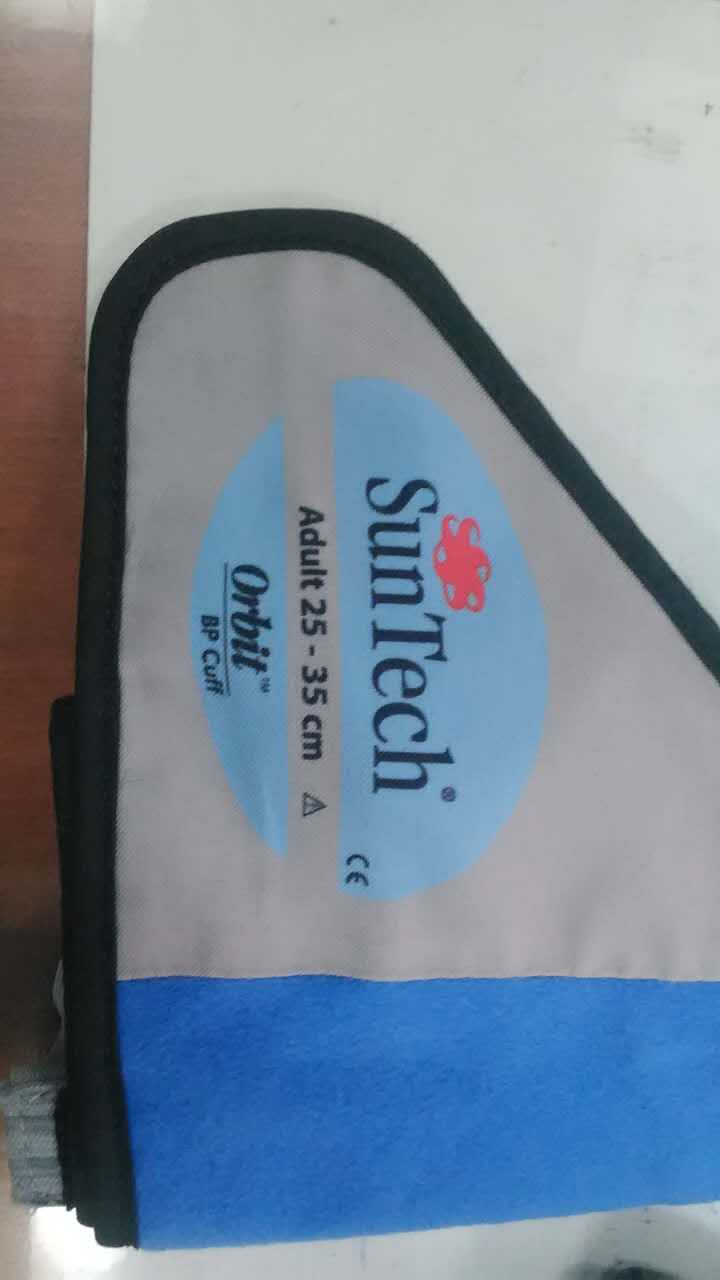 SunTech®
CE
Adult 25 - 35 cm
Orbit™
BP Cuff